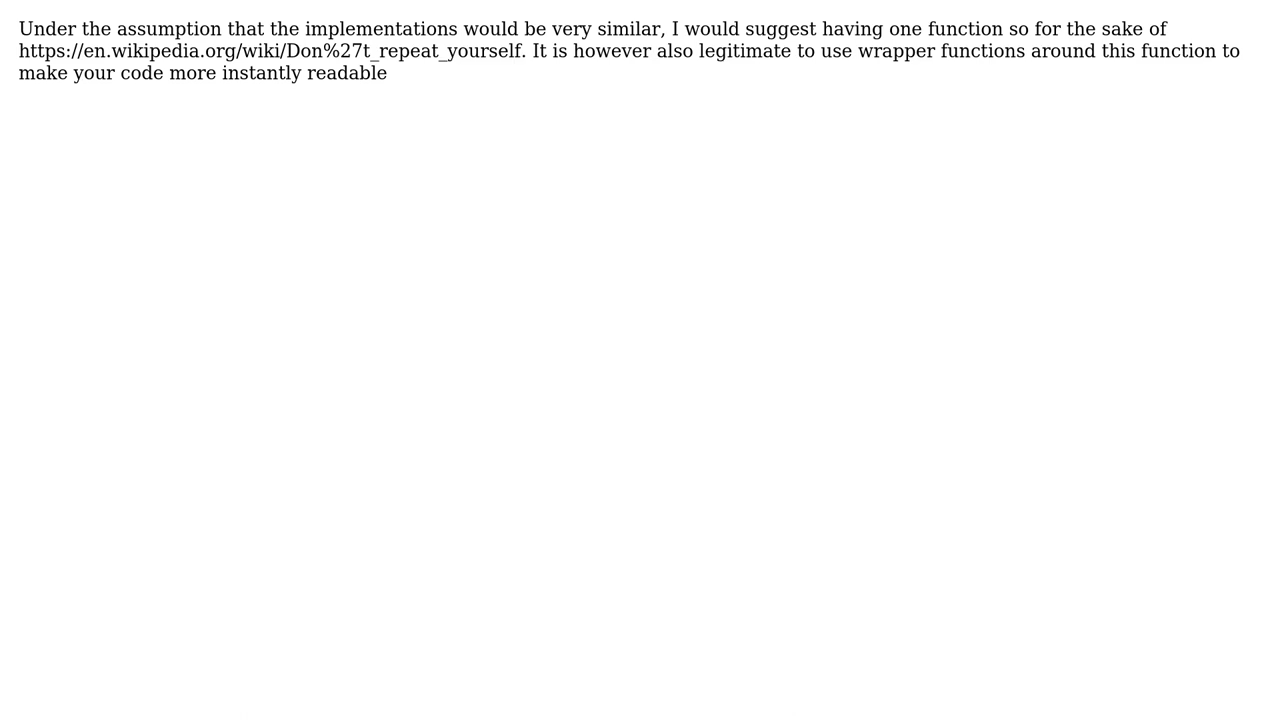 Under the assumption that the implementations would be very similar, I would suggest having one function so for the sake of
https://en.wikipedia.org/wiki/Don%27t_repeat_yourself. It is however also legitimate to use wrapper functions around this function to
make your code more instantly readable